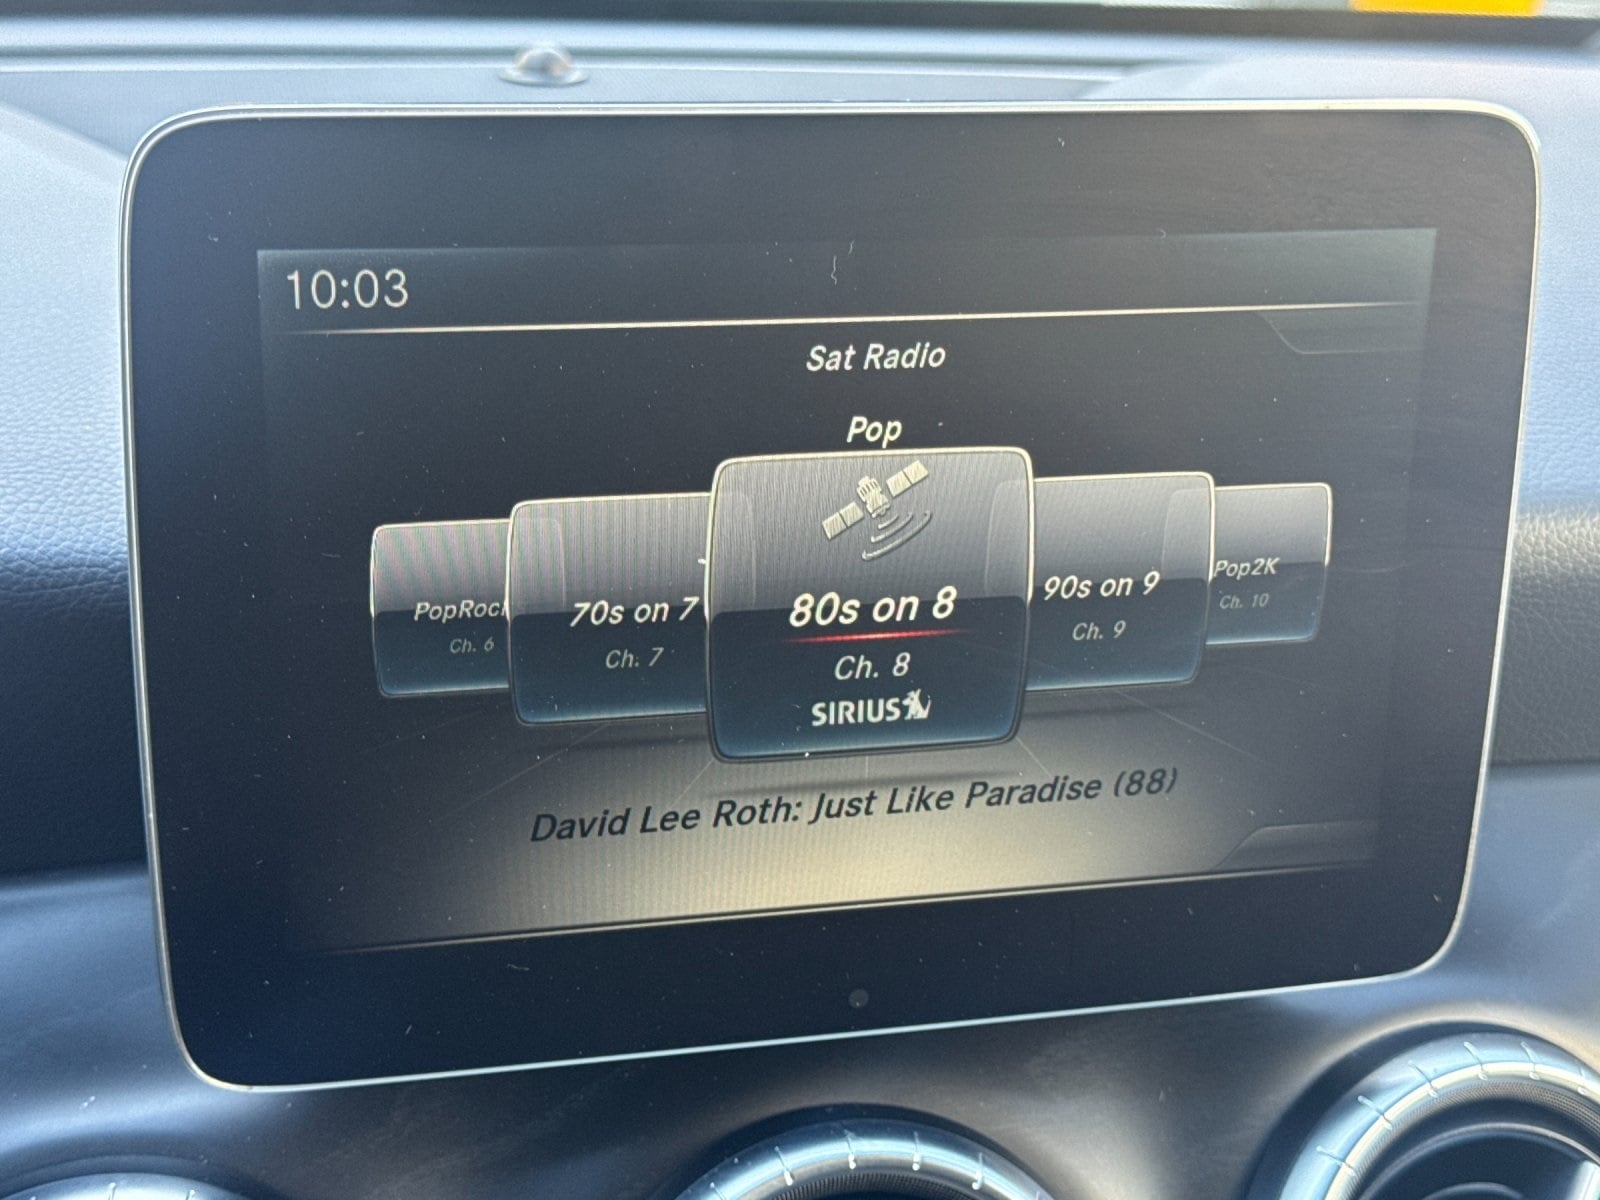 10:03
Sat Radio
Pop
70s on 7
Ch. 6
Ch. 7
80s on 8
Ch. 8
SIRIUS
90s on 9
Ch. 9
Pop2K
Ch. 10
David Lee Roth: Just Like Paradise (88)